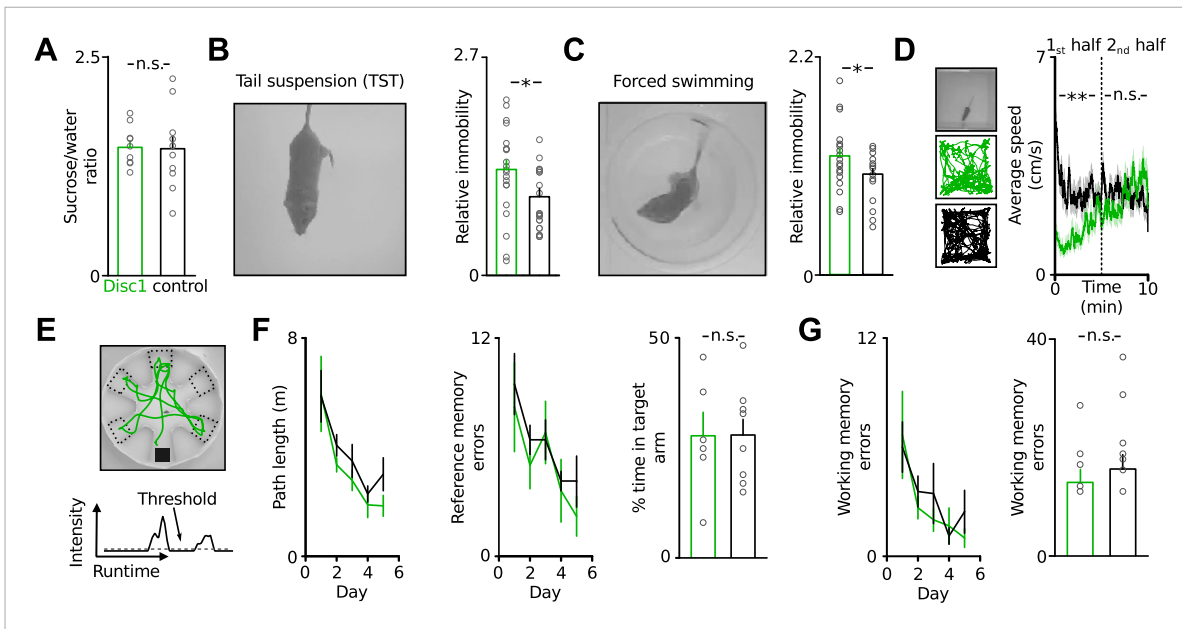 A
2.5
-n.s.-
Sucrose/water
ratio
0
Disc1 control
B
Tail suspension (TST)
2.7
-*-
Relative immobility
0
C
Forced swimming
2.2
-*-
Relative immobility
0
D
1st half 2nd half
7
-**- -n.s.-
Average speed
(cm/s)
0
0 Time 10
(min)
E
Threshold
Intensity
Runtime
F
8
Path length (m)
0
0 2 4 6
Day
12
Reference memory
errors
0
0 2 4 6
Day
50
-n.s.-
% time in target
arm
0
G
12
Working memory
errors
0
0 2 4 6
Day
40
-n.s.-
Working memory
errors
0